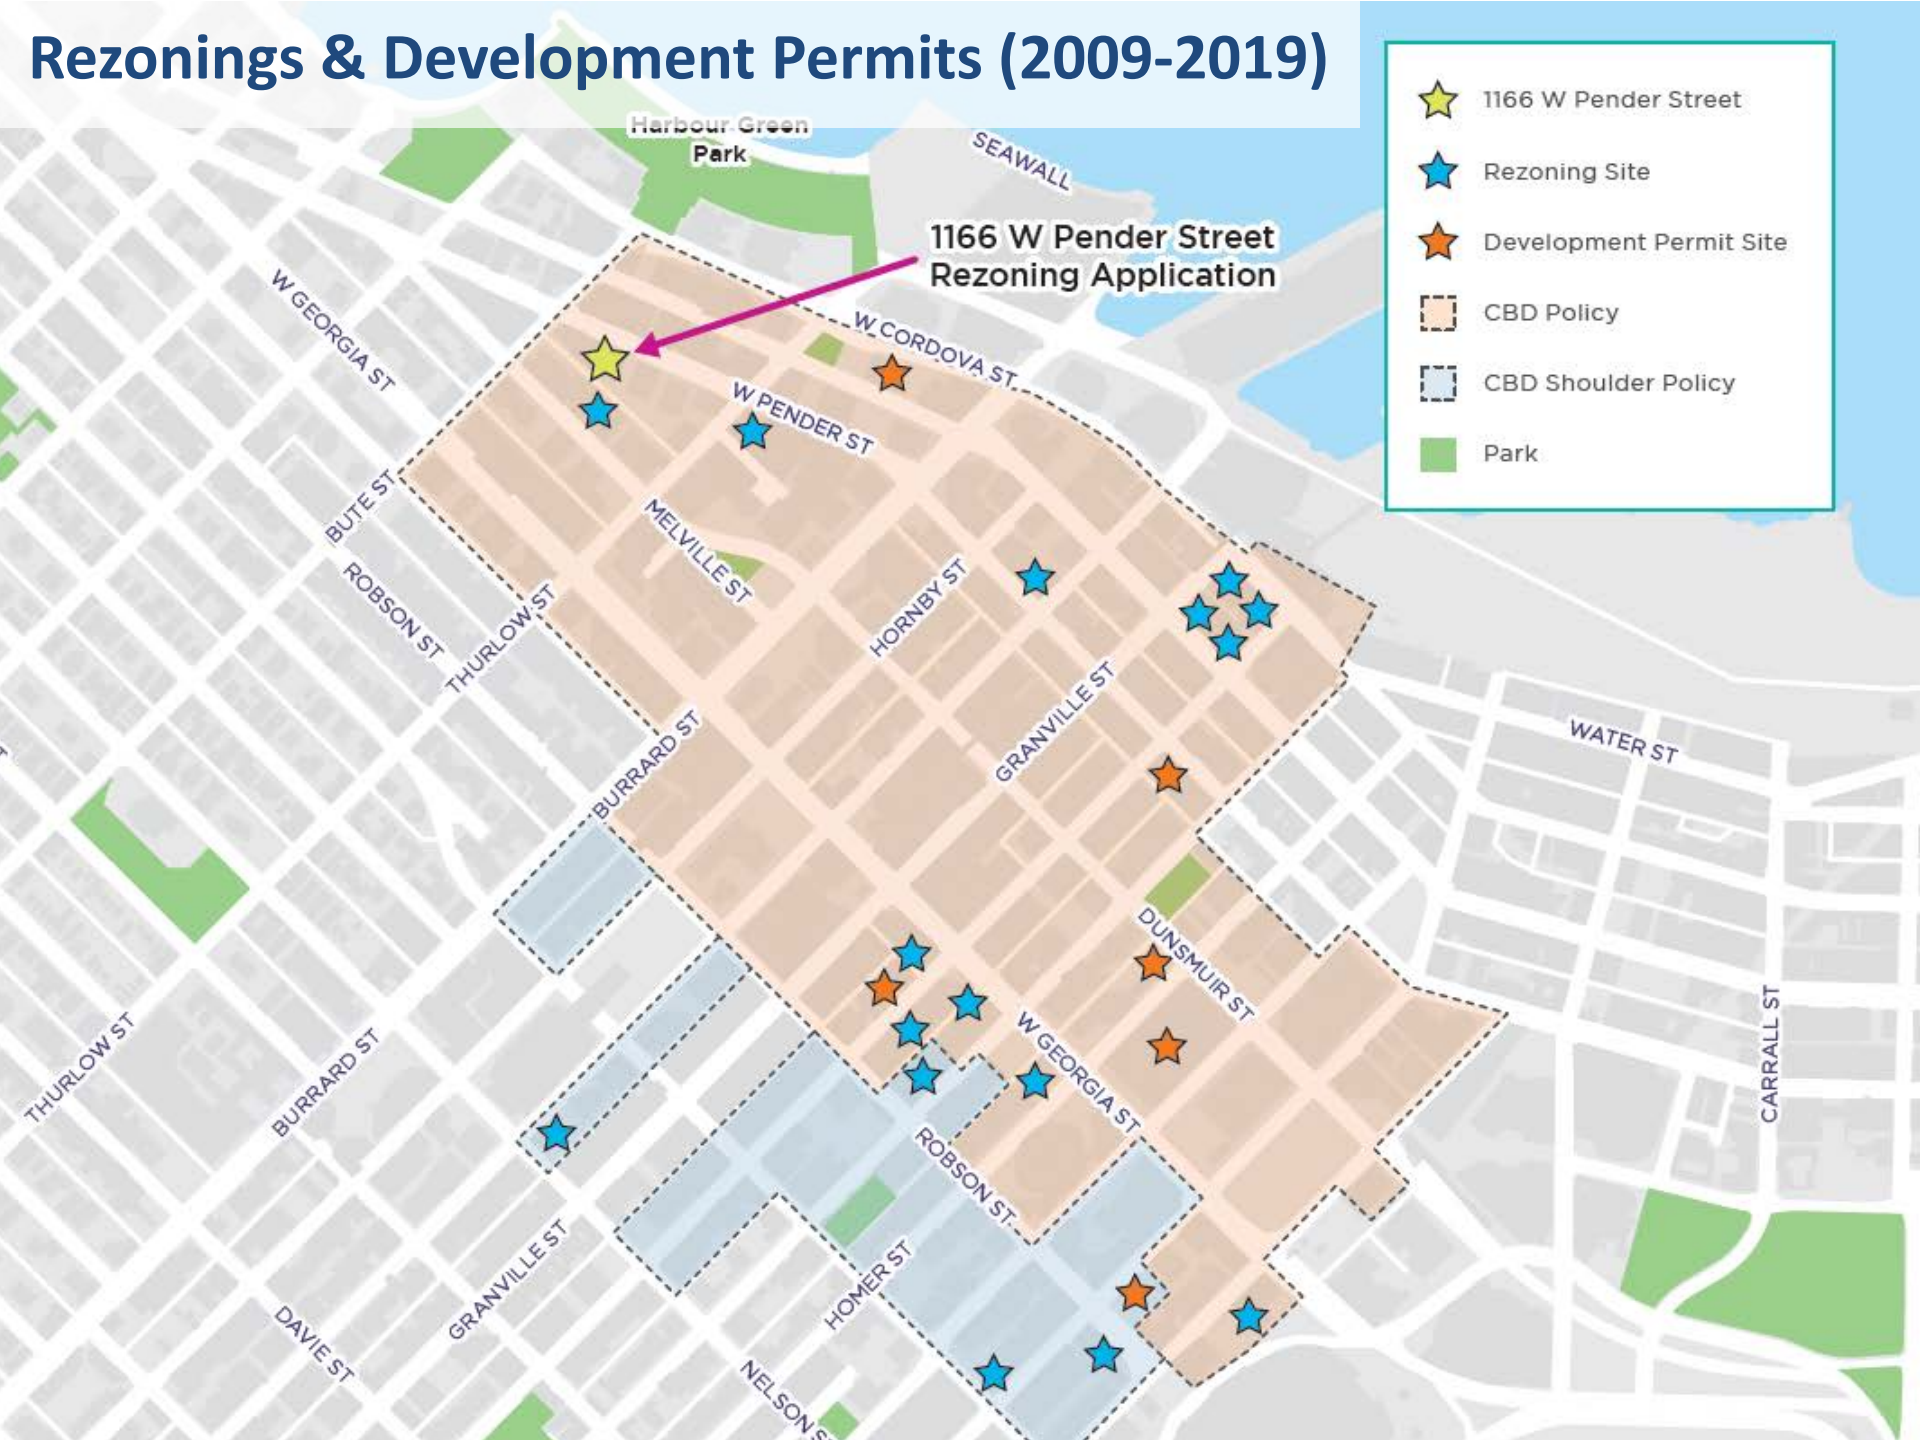 Rezonings & Development Permits (2009-2019)
Harbour Green
Park
SEAWALL
1166 W Pender Street
Rezoning Application
1166 W Pender Street
Rezoning Site
Development Permit Site
CBD Policy
CBD Shoulder Policy
Park
W GEORGIA ST
W CORDOVA ST
W PENDER ST
BUTE ST
MELVILLE ST
ROBSON ST
THURLOW ST
HORNBY ST
BURRARD ST
GRANVILLE ST
WATER ST
DUNSMUIR ST
W GEORGIA ST
CARRALL ST
THURLOW ST
BURRARD ST
ROBSON ST
GRANVILLE ST
HOMER ST
DAVIE ST
NELSON S